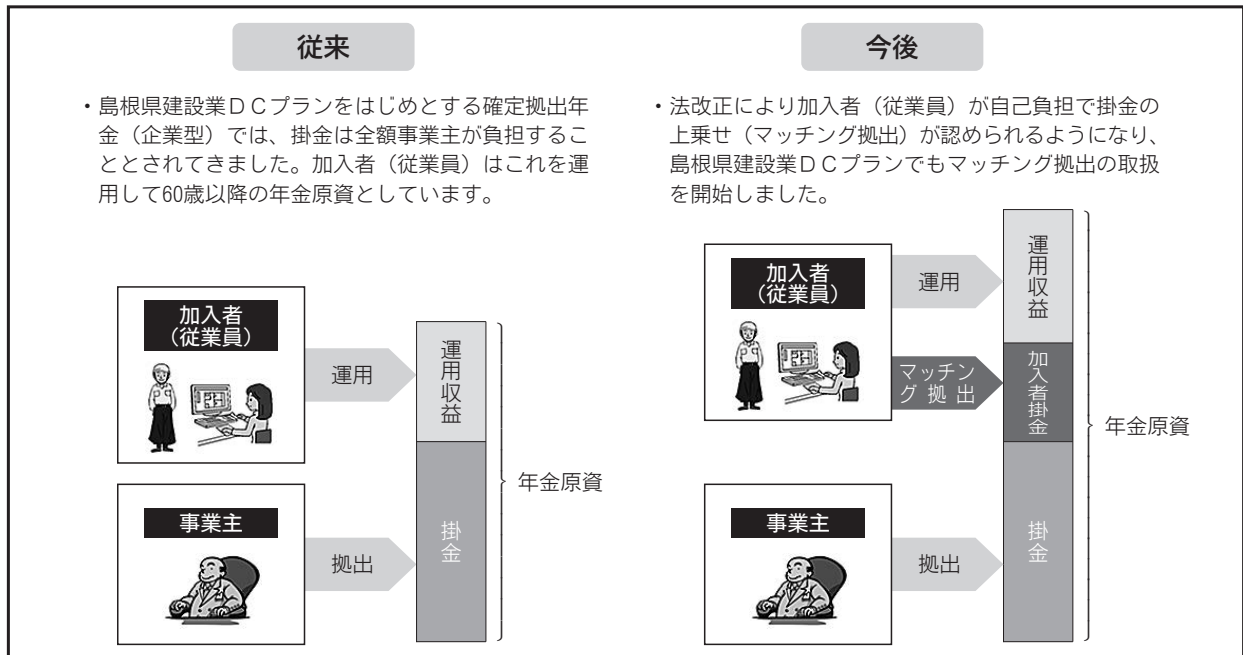 従来
・島根県建設業ＤＣプランをはじめとする確定拠出年
金（企業型）では、掛金は全額事業主が負担するこ
ととされてきました。加入者（従業員）はこれを運
用して60歳以降の年金原資としています。
加入者
（従業員）
運用
運用収益
事業主
拠出
掛金
年金原資
今後
・法改正により加入者（従業員）が自己負担で掛金の
上乗せ（マッチング拠出）が認められるようになり、
島根県建設業ＤＣプランでもマッチング拠出の取扱
を開始しました。
加入者
（従業員）
運用
運用収益
マッチン
グ拠出
加入者掛金
事業主
拠出
掛金
年金原資